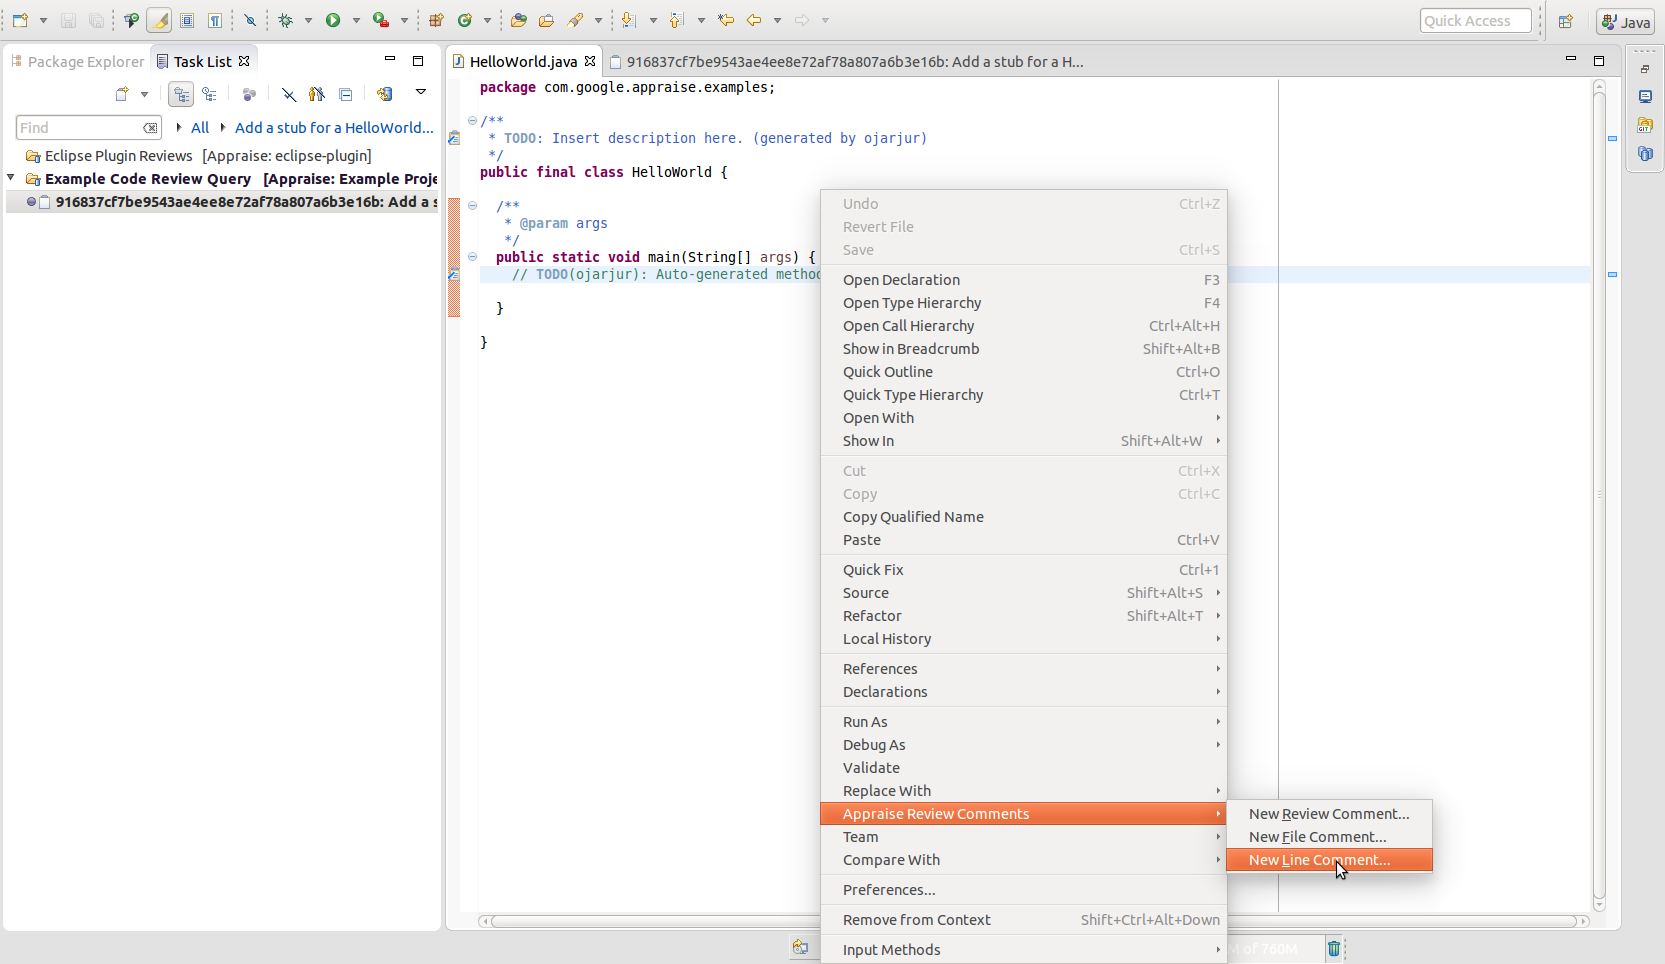 Quick Access
Java
Package Explorer
Task List
HelloWorld.java
916837cf7be9543ae4ee8e72af78a807a6b3e16b: Add a stub for a H...
Find
All
Add a stub for a HelloWorld...
Eclipse Plugin Reviews [Appraise: eclipse-plugin]
Example Code Review Query [Appraise: Example Proje
916837cf7be9543ae4ee8e72af78a807a6b3e16b: Add a s
package com.google.appraise.examples;
/**
* TODO: Insert description here. (generated by ojarjur)
*/
public final class HelloWorld {
/**
* @param args
*/
public static void main(String[] args) {
// TODO(ojarjur): Auto-generated method
}
}
Undo Ctrl+Z
Revert File
Save Ctrl+S
Open Declaration F3
Open Type Hierarchy F4
Open Call Hierarchy Ctrl+Alt+H
Show in Breadcrumb Shift+Alt+B
Quick Outline Ctrl+O
Quick Type Hierarchy Ctrl+T
Open With
Show In Shift+Alt+W
Cut Ctrl+X
Copy Ctrl+C
Copy Qualified Name
Paste Ctrl+V
Quick Fix Ctrl+1
Source Shift+Alt+S
Refactor Shift+Alt+T
Local History
References
Declarations
Run As
Debug As
Validate
Replace With
Appraise Review Comments
Team
Compare With
Preferences...
Remove from Context Shift+Ctrl+Alt+Down
Input Methods
New Review Comment...
New File Comment...
New Line Comment...
M of 760M
GIT